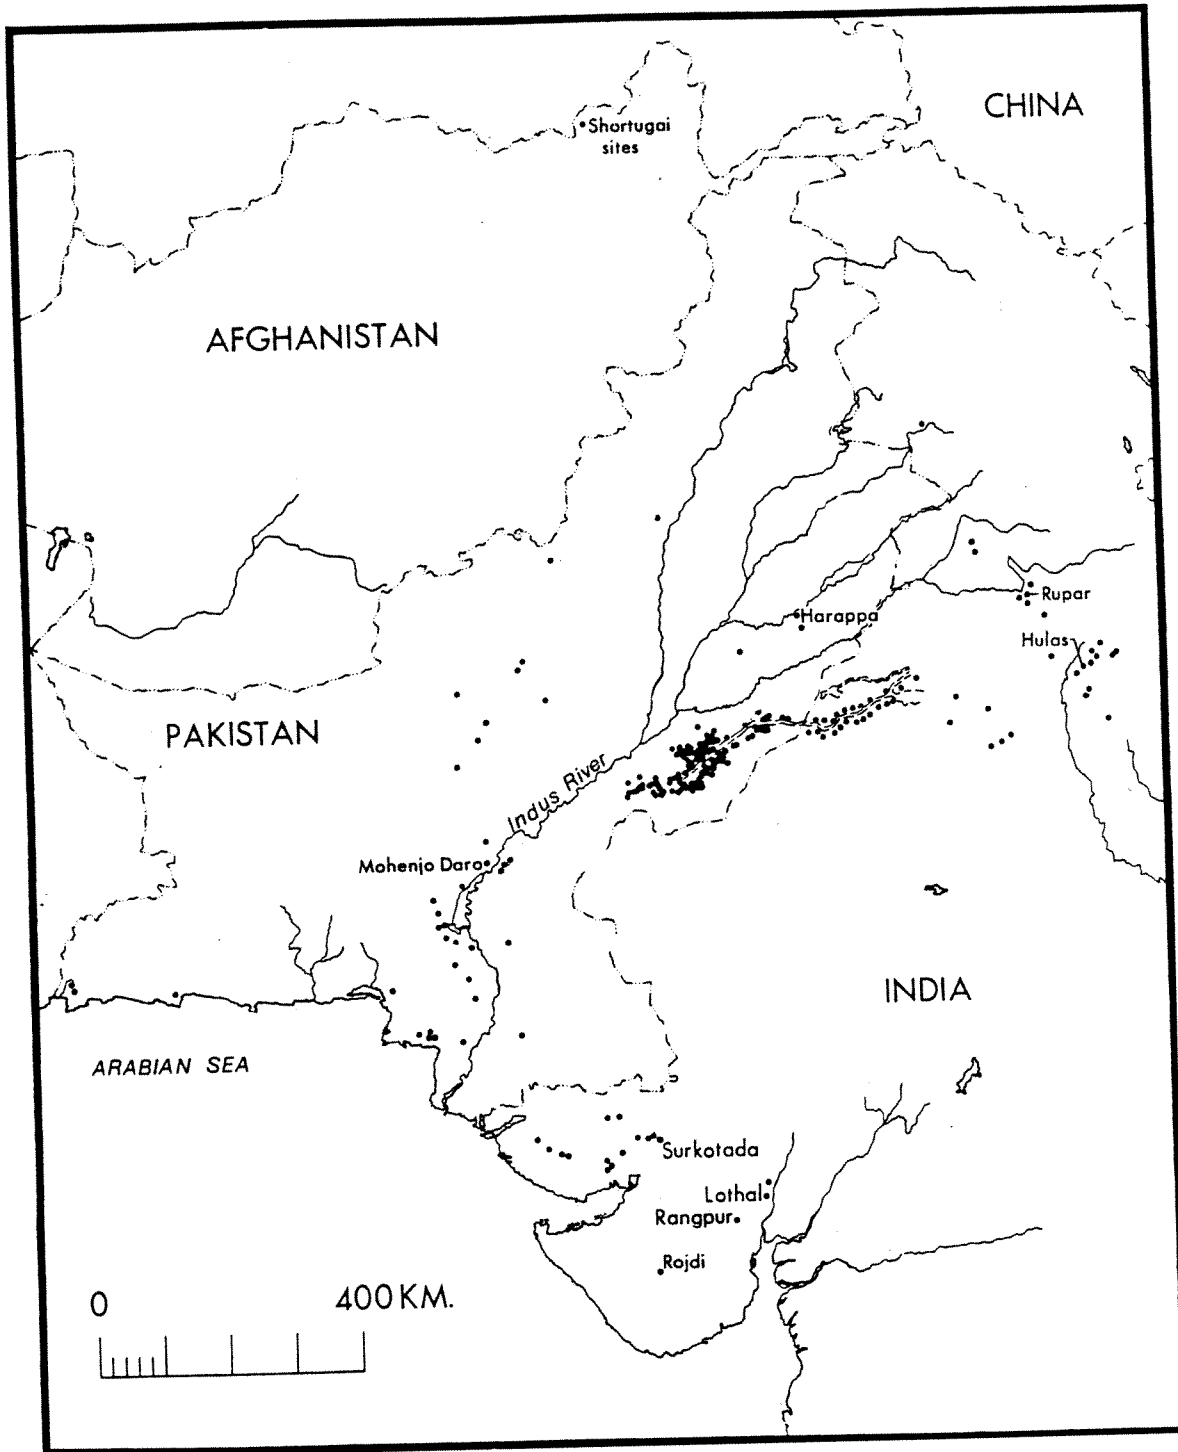 CHINA
Shortugai
sites
AFGHANISTAN
Rupar
Harappa
Hulas
PAKISTAN
Indus River
Mohenjo Daro
INDIA
ARABIAN SEA
Surkotada
Lothal
Rangpur
Rojdi
0 400 KM.